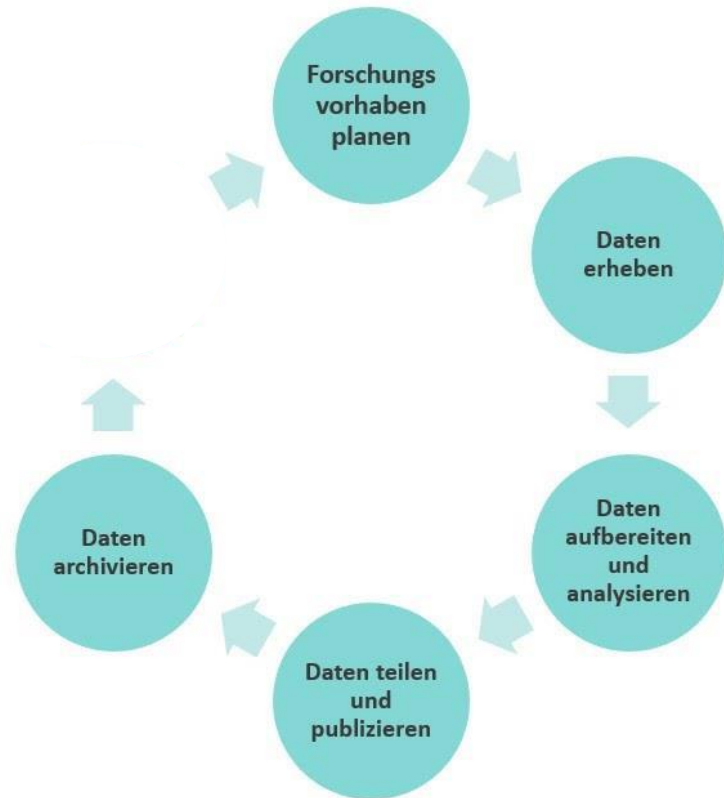 Forschungs
vorhaben
planen
Daten
erheben
Daten
aufbereiten
und
analysieren
Daten teilen
und
publizieren
Daten
archivieren